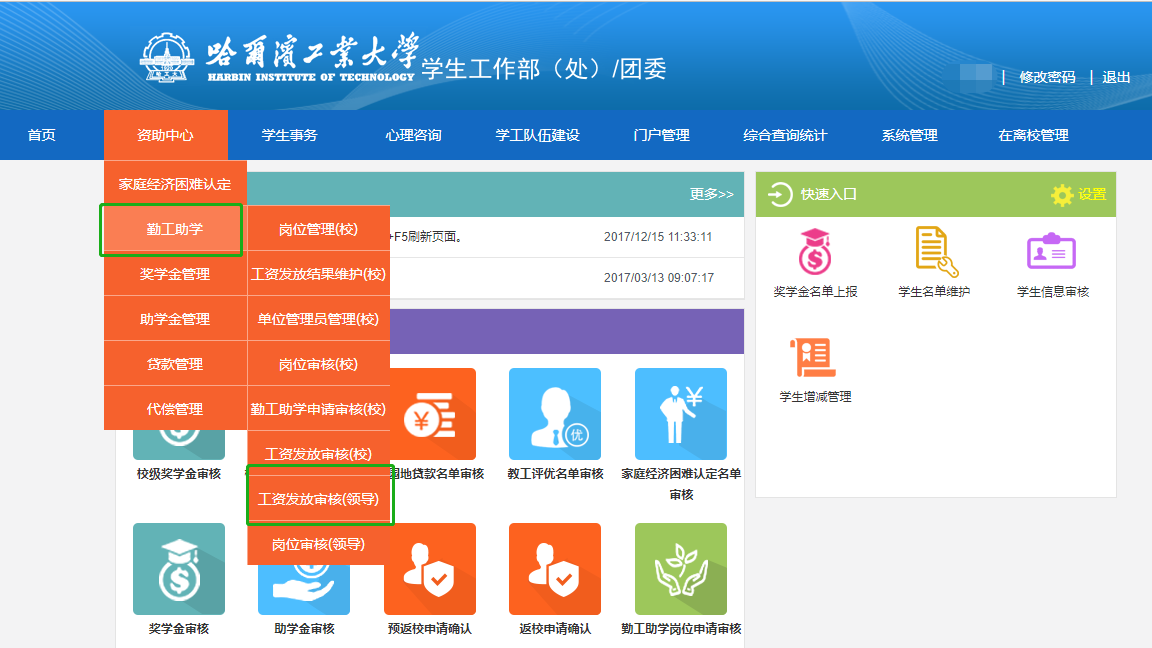 哈尔滨工业大学
HARBIN INSTITUTE OF TECHNOLOGY
学生工作部（处）/团委
| 修改密码 | 退出
首页 资助中心 学生事务 心理咨询 学工队伍建设 门户管理 综合查询统计 系统管理 在离校管理
家庭经济困难认定
勤工助学
奖学金管理
助学金管理
贷款管理
代偿管理
岗位管理(校)
工资发放结果维护(校)
单位管理员管理(校)
岗位审核(校)
勤工助学申请审核(校)
工资发放审核(校)
工资发放审核(领导)
岗位审核(领导)
更多>>
+F5刷新页面。 2017/12/15 11:33:11
2017/03/13 09:07:17
快速入口 设置
奖学金名单上报 学生名单维护 学生信息审核
学生增减管理
优
校级奖学金审核 园地贷款名单审核 教工评优名单审核 家庭经济困难认定名单
审核
奖学金审核 助学金审核 预返校申请确认 返校申请确认 勤工助学岗位申请审核